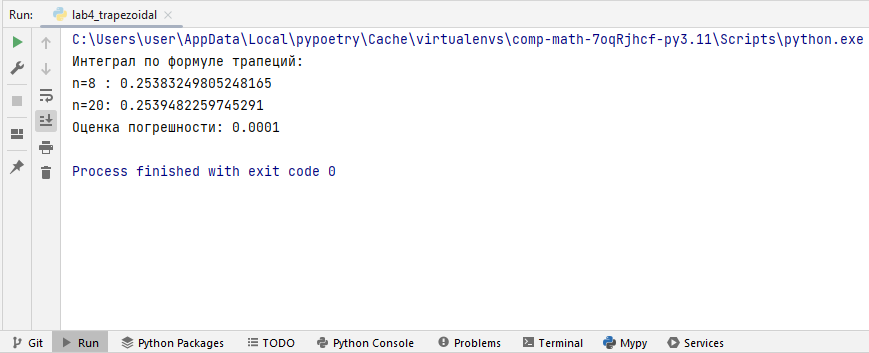 Run: lab4_trapezoidal
C:\Users\user\AppData\Local\pypoetry\Cache\virtualenvs\comp-math-7oqRjhcf-py3.11\Scripts\python.exe
Интеграл по формуле трапеций:
n=8 : 0.25383249805248165
n=20: 0.2539482259745291
Оценка погрешности: 0.0001
Process finished with exit code 0
Git Run Python Packages TODO Python Console Problems Terminal Mypy Services